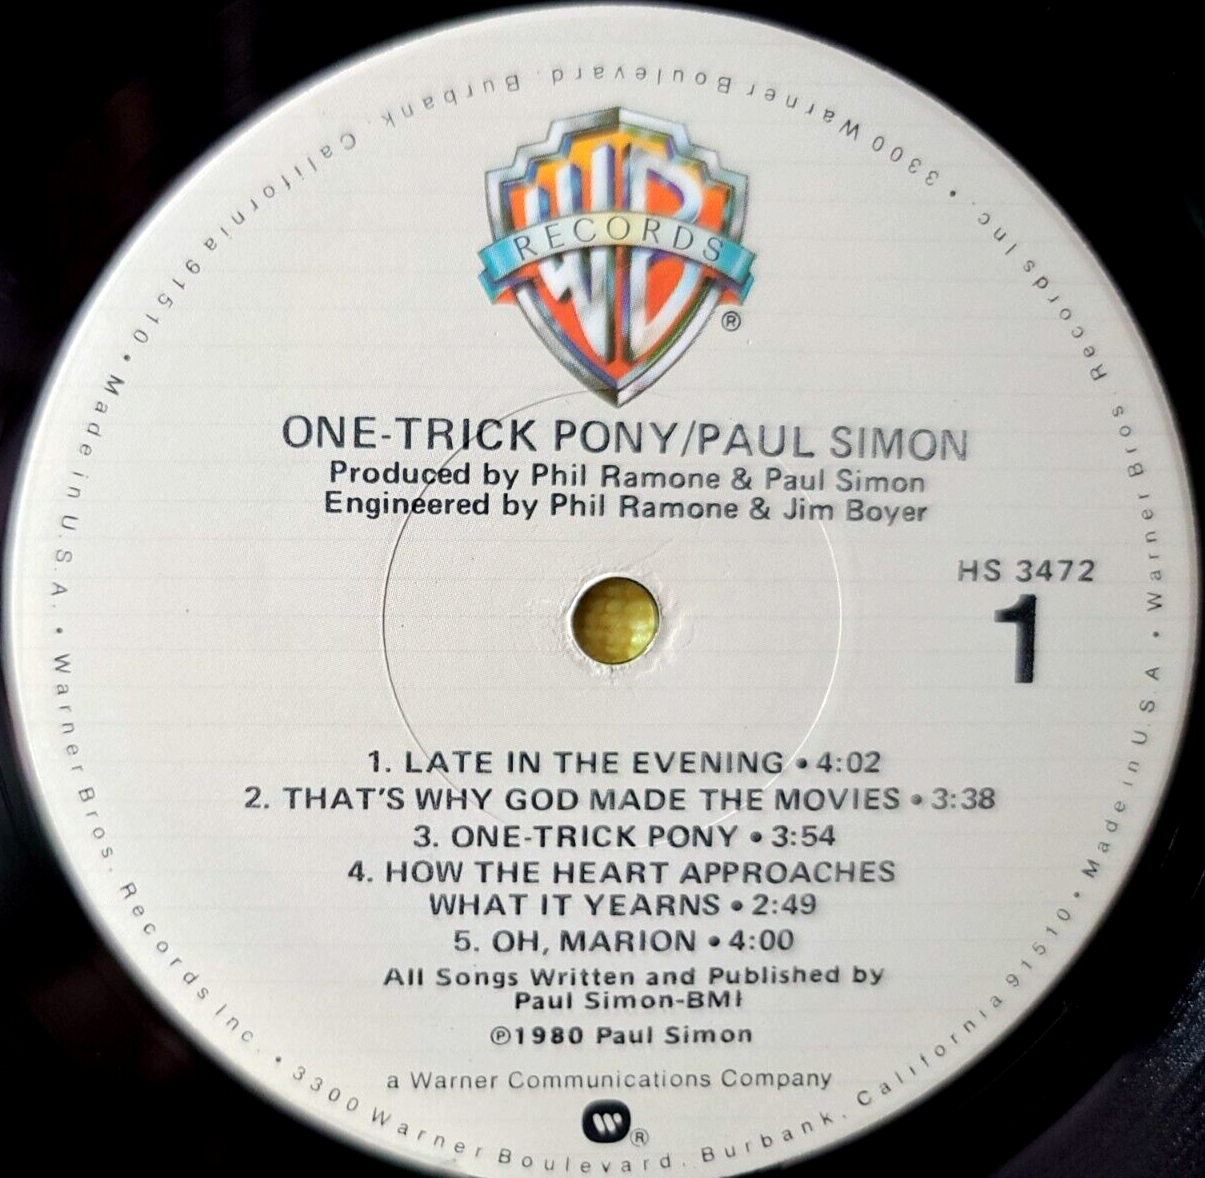 WB
RECORDS
®
ONE-TRICK PONY/PAUL SIMON
Produced by Phil Ramone & Paul Simon
Engineered by Phil Ramone & Jim Boyer
HS 3472
1
1. LATE IN THE EVENING • 4:02
2. THAT'S WHY GOD MADE THE MOVIES • 3:38
3. ONE-TRICK PONY • 3:54
4. HOW THE HEART APPROACHES
WHAT IT YEARNS • 2:49
5. OH, MARION • 4:00
All Songs Written and Published by
Paul Simon-BMI
℗1980 Paul Simon
a Warner Communications Company
®
Warner Bros. Records Inc. • 3300 Warner Boulevard. Burbank. California 91510 • Made in U.S.A. •
Warner Bros. Records Inc. • 3300 Warner Boulevard. Burbank. California 91510 • Made in U.S.A •